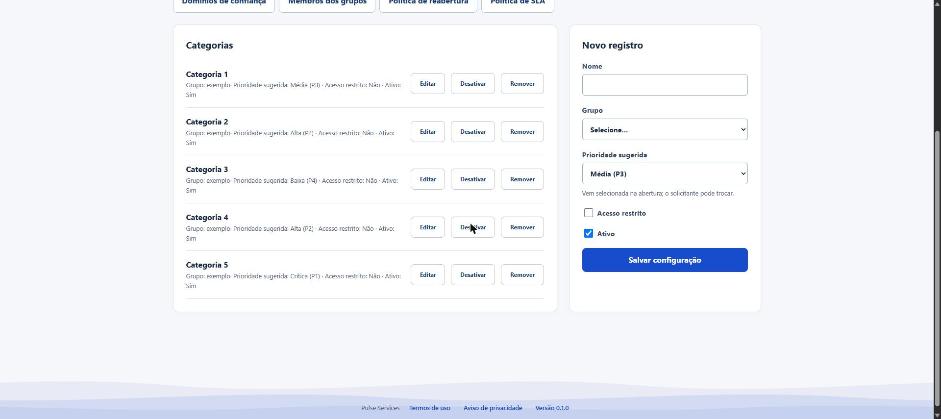 Domínios de confiança
Membros dos grupos
Política de reabertura
Política de SLA
Categorias
Categoria 1
Grupo: exemplo· Prioridade sugerida: Média (P3) · Acesso restrito: Não · Ativo:
Sim
Editar
Desativar
Remover
Categoria 2
Grupo: exemplo· Prioridade sugerida: Alta (P2) · Acesso restrito: Não · Ativo:
Sim
Editar
Desativar
Remover
Categoria 3
Grupo: exemplo· Prioridade sugerida: Baixa (P4) · Acesso restrito: Não · Ativo:
Sim
Editar
Desativar
Remover
Categoria 4
Grupo: exemplo· Prioridade sugerida: Alta (P2) · Acesso restrito: Não · Ativo:
Sim
Editar
Desativar
Remover
Categoria 5
Grupo: exemplo· Prioridade sugerida: Crítica (P1) · Acesso restrito: Não · Ativo:
Sim
Editar
Desativar
Remover
Novo registro
Nome
Grupo
Selecione...
Prioridade sugerida
Média (P3)
Vem selecionada na abertura; o solicitante pode trocar.
Acesso restrito
Ativo
Salvar configuração
Pulse Services
Termos de uso
Aviso de privacidade
Versão 0.1.0